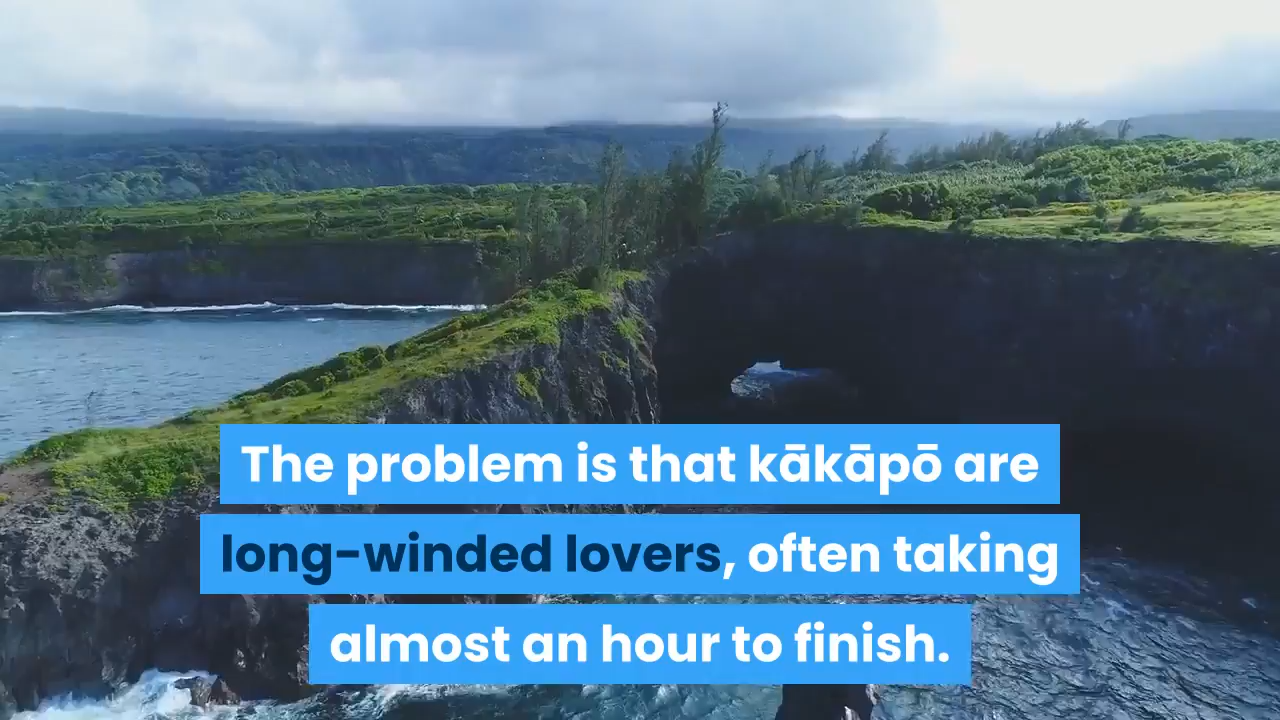 The problem is that kākāpō are
long-winded lovers, often taking
almost an hour to finish.